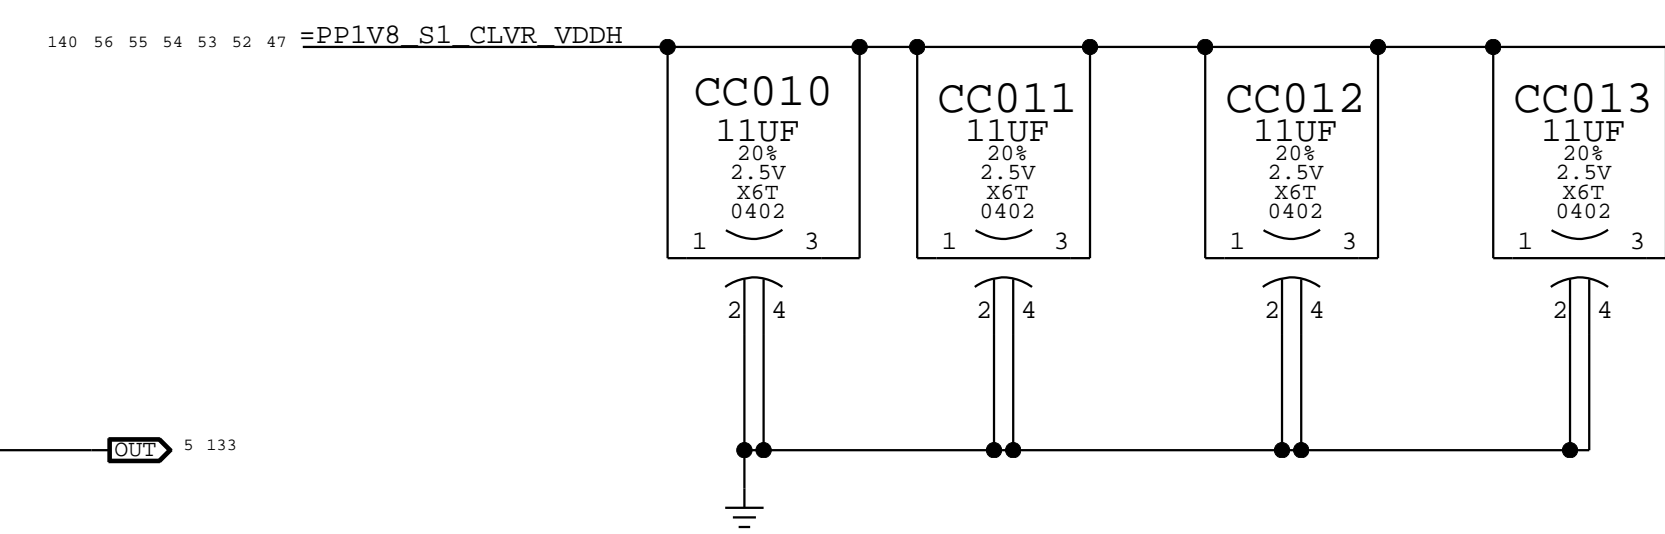 140 56 55 54 53 52 47 =PP1V8_S1_CLVR_VDDH
CC010
11UF
20%
2.5V
X6T
0402
1 3
2 4
CC011
11UF
20%
2.5V
X6T
0402
1 3
2 4
CC012
11UF
20%
2.5V
X6T
0402
1 3
2 4
CC013
11UF
20%
2.5V
X6T
0402
1 3
2 4
OUT 5 133